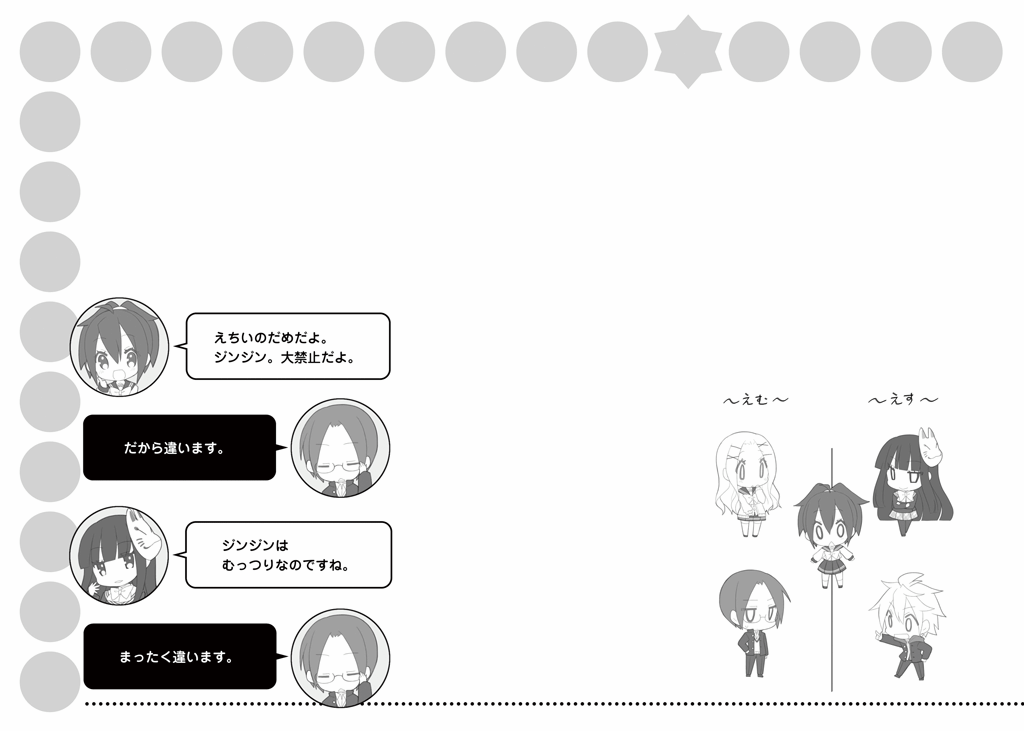 えちいのだめだよ。
ジンジン。大禁止だよ。
だから違います。
ジンジンは
むっつりなのですね。
まったく違います。
～えむ～
～えす～